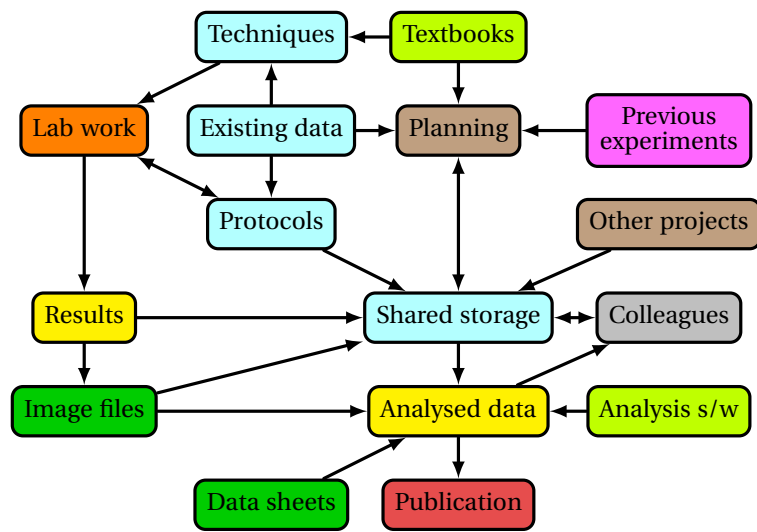 Techniques
Textbooks
Lab work
Existing data
Planning
Previous
experiments
Protocols
Other projects
Results
Shared storage
Colleagues
Image files
Analysed data
Analysis s/w
Data sheets
Publication